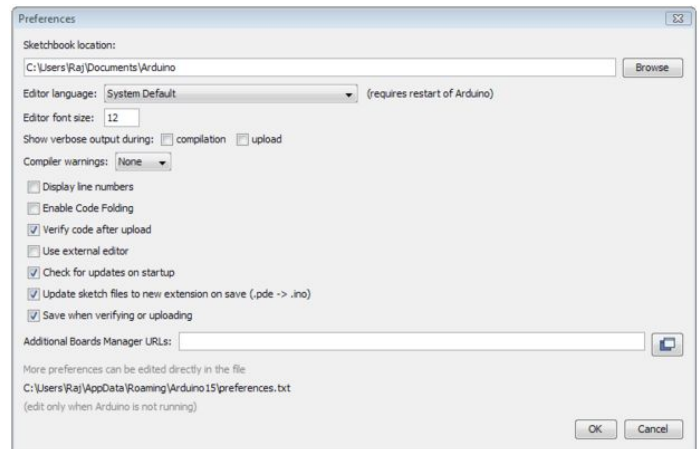 Preferences
Sketchbook location:
C:\Users\Raj\Documents\Arduino Browse
Editor language: System Default (requires restart of Arduino)
Editor font size: 12
Show verbose output during: compilation upload
Compiler warnings: None
Display line numbers
Enable Code Folding
Verify code after upload
Use external editor
Check for updates on startup
Update sketch files to new extension on save (.pde -> .ino)
Save when verifying or uploading
Additional Boards Manager URLs:
More preferences can be edited directly in the file
C:\Users\Raj\AppData\Roaming\Arduino15\preferences.txt
(edit only when Arduino is not running)
OK Cancel